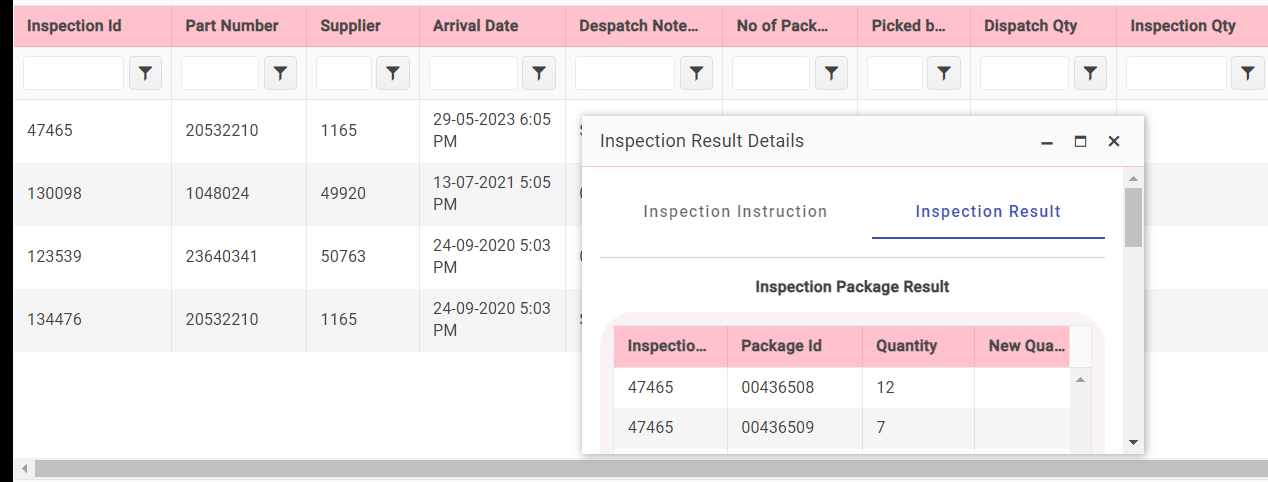 Inspection Id Part Number Supplier Arrival Date Despatch Note... No of Pack... Picked b... Dispatch Qty Inspection Qty
47465 20532210 1165 29-05-2023 6:05 PM
130098 1048024 49920 13-07-2021 5:05 PM
123539 23640341 50763 24-09-2020 5:03 PM
134476 20532210 1165 24-09-2020 5:03 PM
Inspection Result Details
Inspection Instruction Inspection Result
Inspection Package Result
Inspectio... Package Id Quantity New Qua...
47465 00436508 12
47465 00436509 7